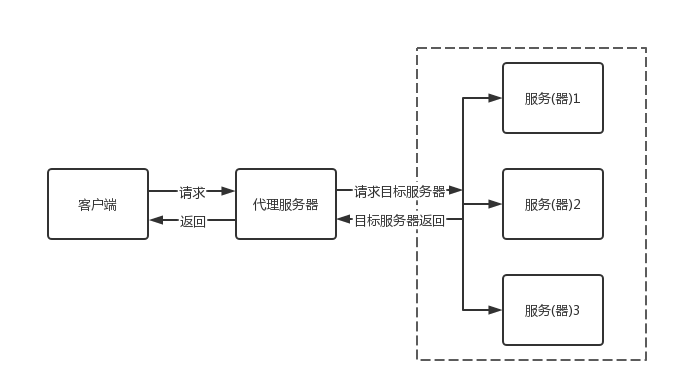 服务(器)1
请求
请求目标服务器
客户端
代理服务器
服务(器)2
返回
目标服务器返回
服务(器)3